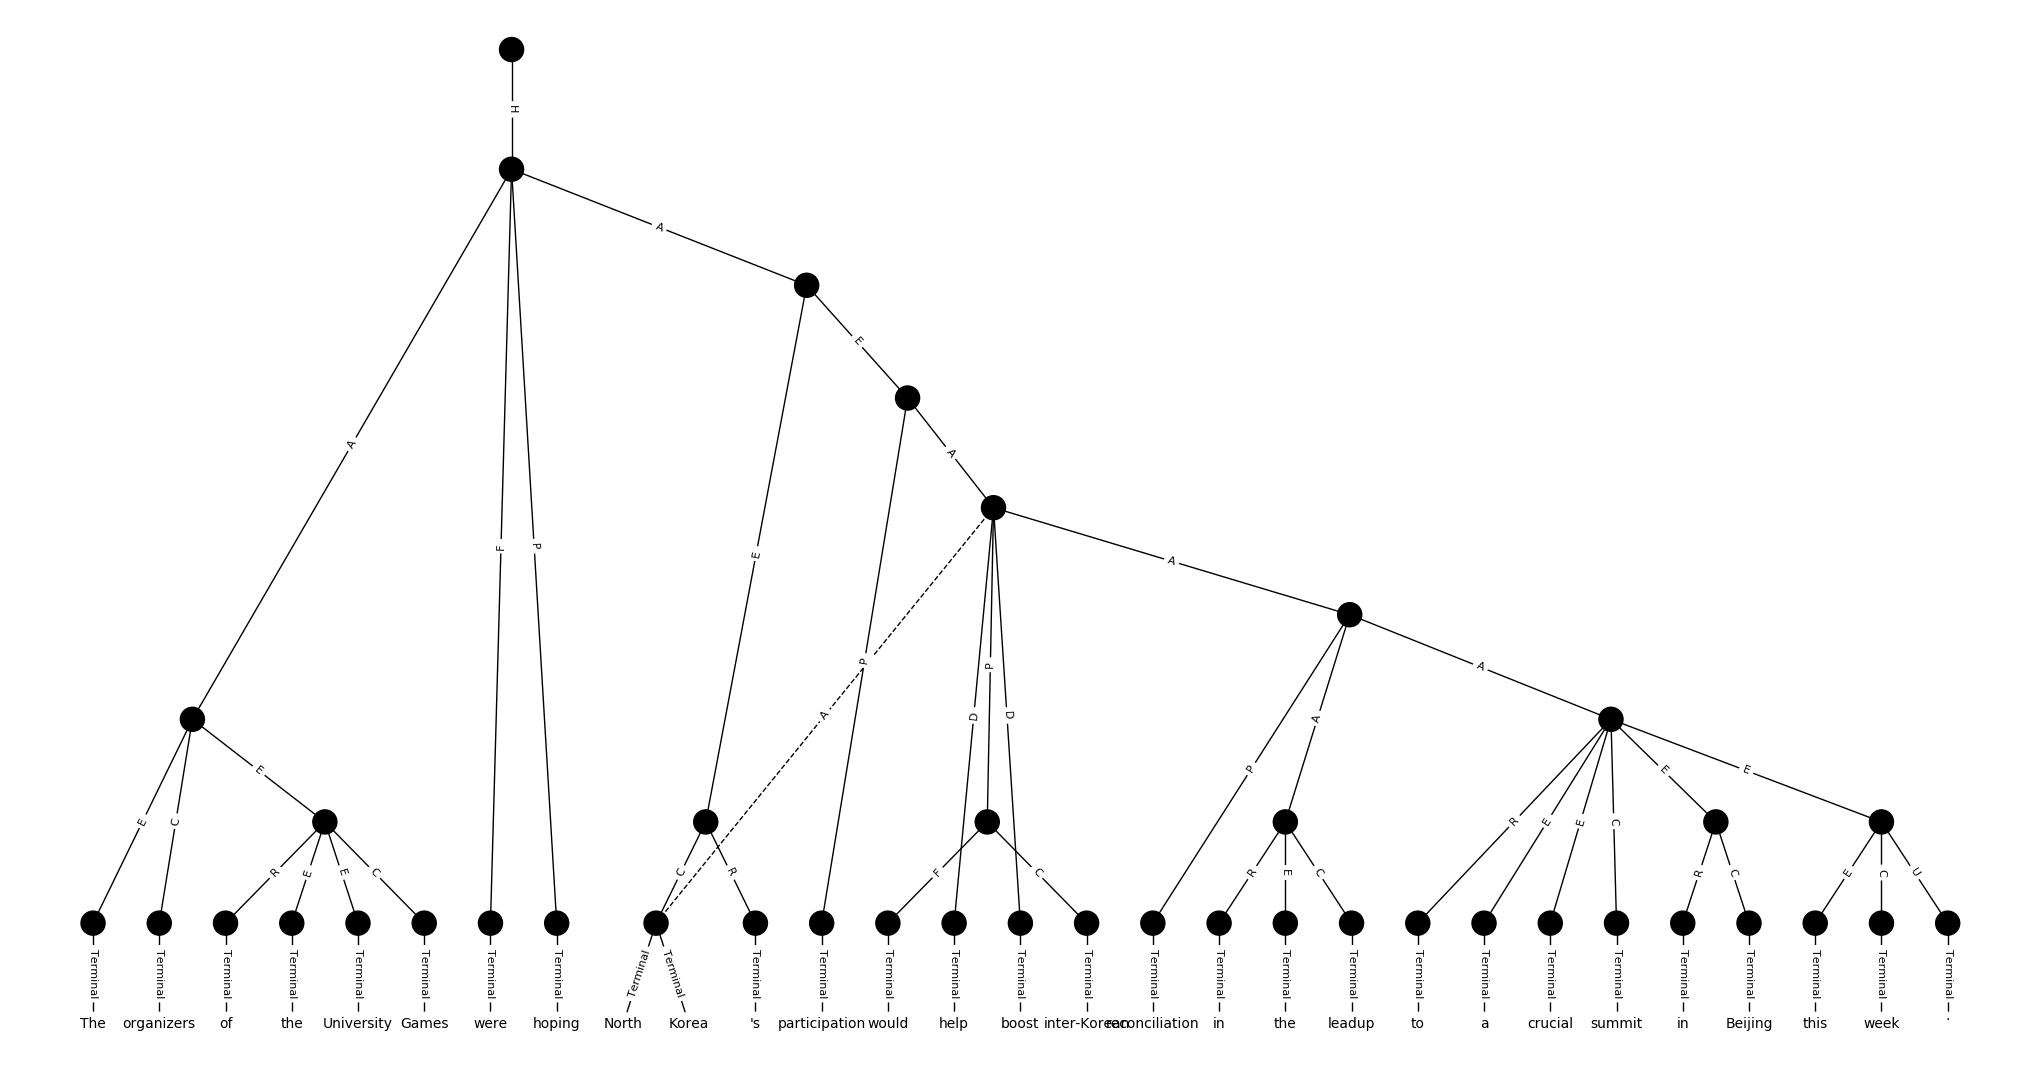 H
A
E
A
E
A
F
P
E
A
P
A
A
D
P
D
A
P
A
E
E
E
C
R
E
E
C
C
R
F
C
R
E
C
R
E
E
C
R
C
E
C
U
Terminal Terminal Terminal Terminal Terminal Terminal Terminal Terminal Terminal Terminal Terminal Terminal Terminal Terminal Terminal Terminal Terminal Terminal Terminal Terminal Terminal Terminal Terminal Terminal Terminal Terminal Terminal Terminal Terminal
The organizers of the University Games were hoping North Korea 's participation would help boost inter-Korean reconciliation in the leadup to a crucial summit in Beijing this week .